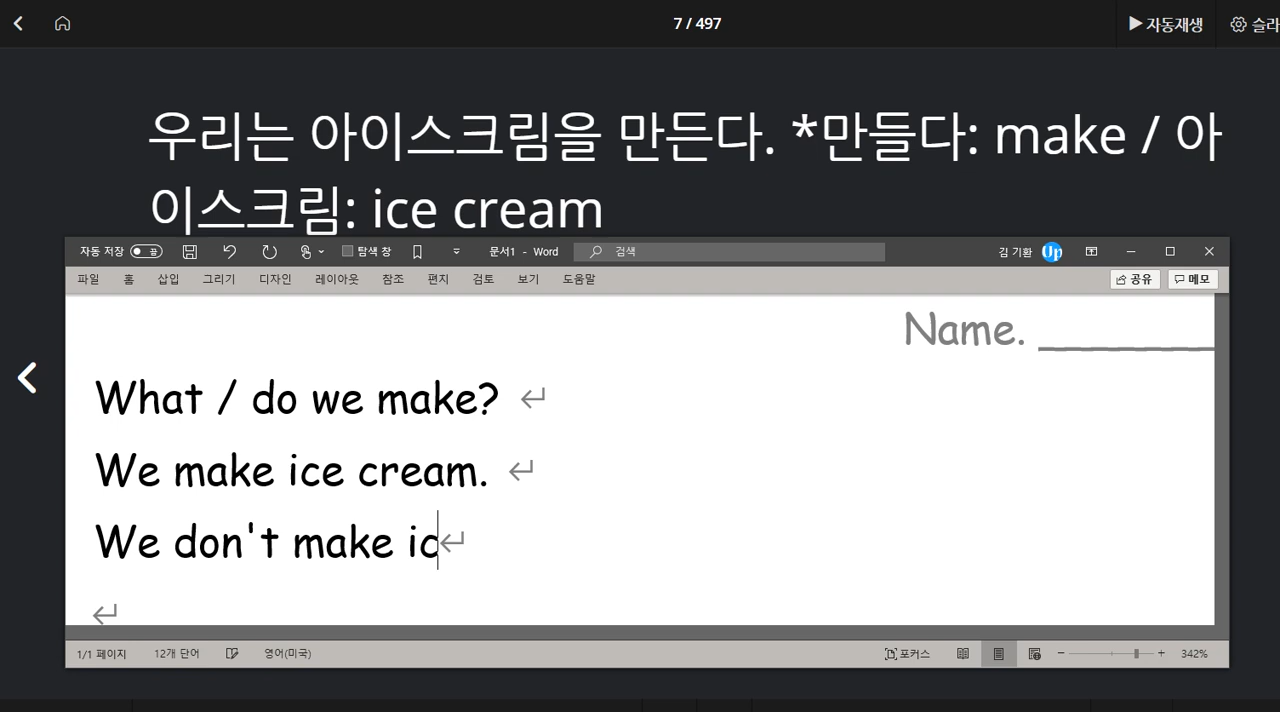 7 / 497
자동재생
슬라
우리는 아이스크림을 만든다. *만들다: make / 아
이스크림: ice cream
자동 저장 끔 탐색 창 문서1 - Word 검색 김 기환 Up
파일 홈 삽입 그리기 디자인 레이아웃 참조 편지 검토 보기 도움말 공유 메모
Name. ________
What / do we make?
We make ice cream.
We don't make ic
1/1 페이지 12개 단어 영어(미국) 포커스 342%